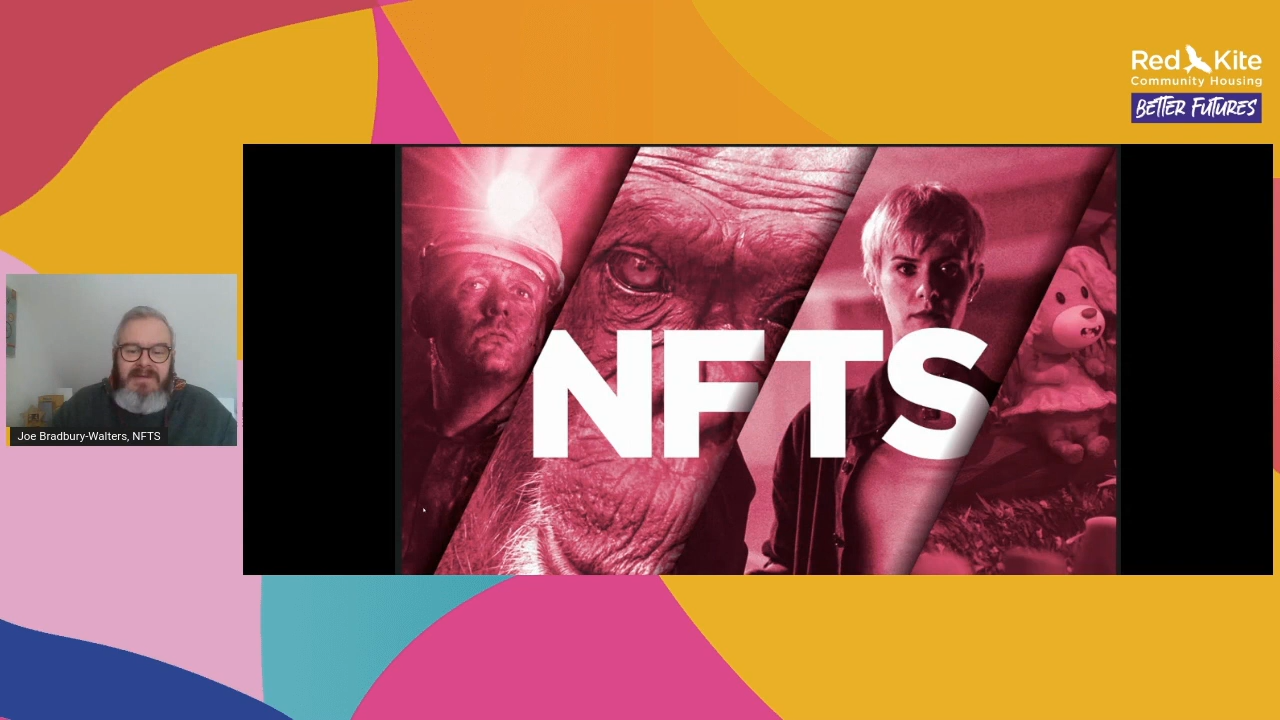 Red Kite
Community Housing
BETTER FUTURES
NFTS
Joe Bradbury-Walters, NFTS